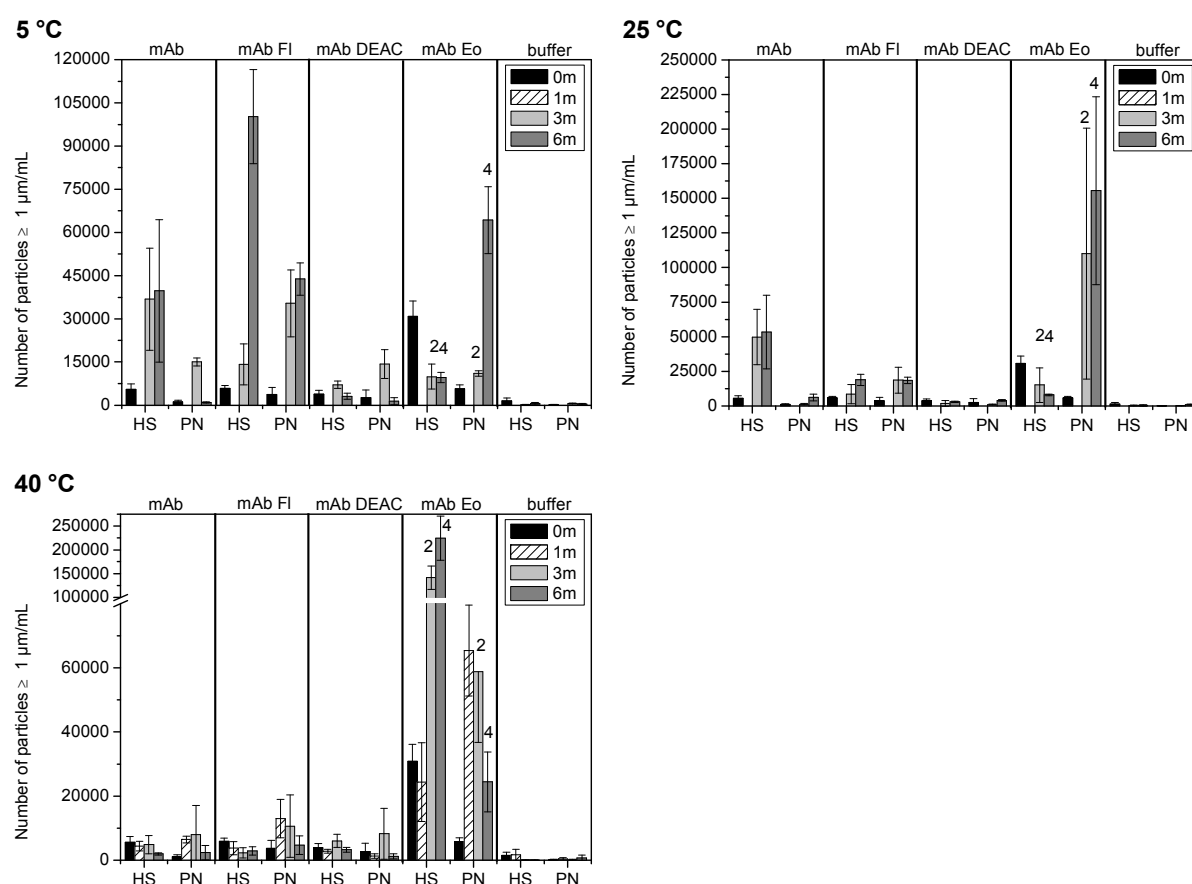 5 °C
mAb mAb Fl mAb DEAC mAb Eo buffer
120000
105000
90000
75000
60000
45000
30000
15000
0
Number of particles ≥ 1 µm/mL
0m
1m
3m
6m
24 2 4
HS PN HS PN HS PN HS PN HS PN
25 °C
mAb mAb Fl mAb DEAC mAb Eo buffer
250000
225000
200000
175000
150000
125000
100000
75000
50000
25000
0
Number of particles ≥ 1 µm/mL
0m
1m
3m
6m
24 2 4
HS PN HS PN HS PN HS PN HS PN
40 °C
mAb mAb Fl mAb DEAC mAb Eo buffer
250000
200000
150000
100000
60000
40000
20000
0
Number of particles ≥ 1 µm/mL
0m
1m
3m
6m
2 4 2 4
HS PN HS PN HS PN HS PN HS PN